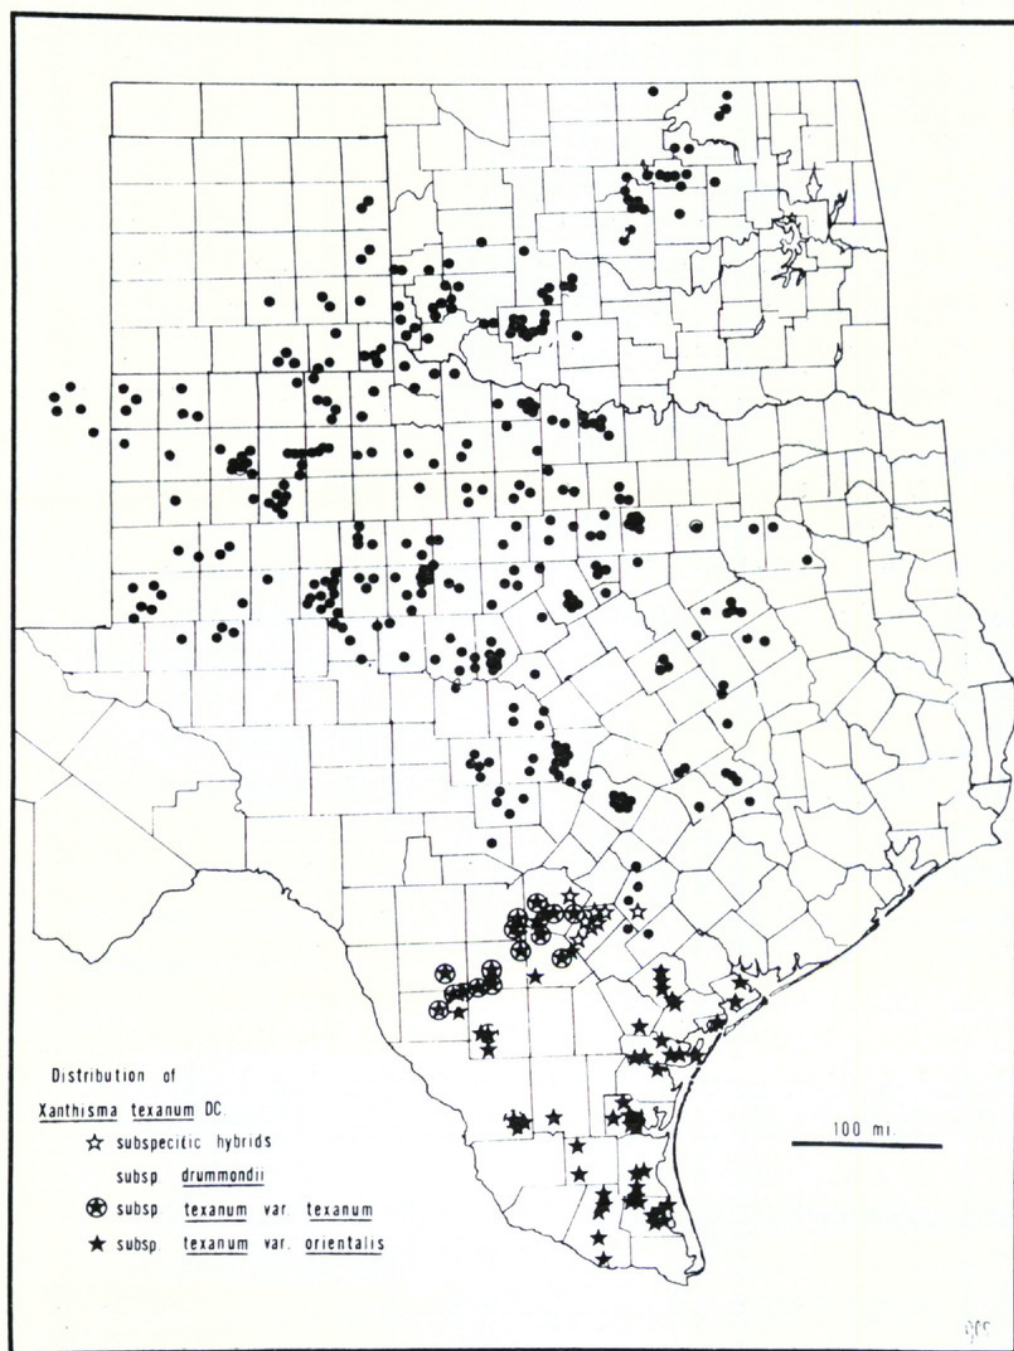 Distribution of
Xanthisma texanum DC.
subspecific hybrids
subsp drummondii
subsp texanum var. texanum
subsp. texanum var. orientalis
100 mi.